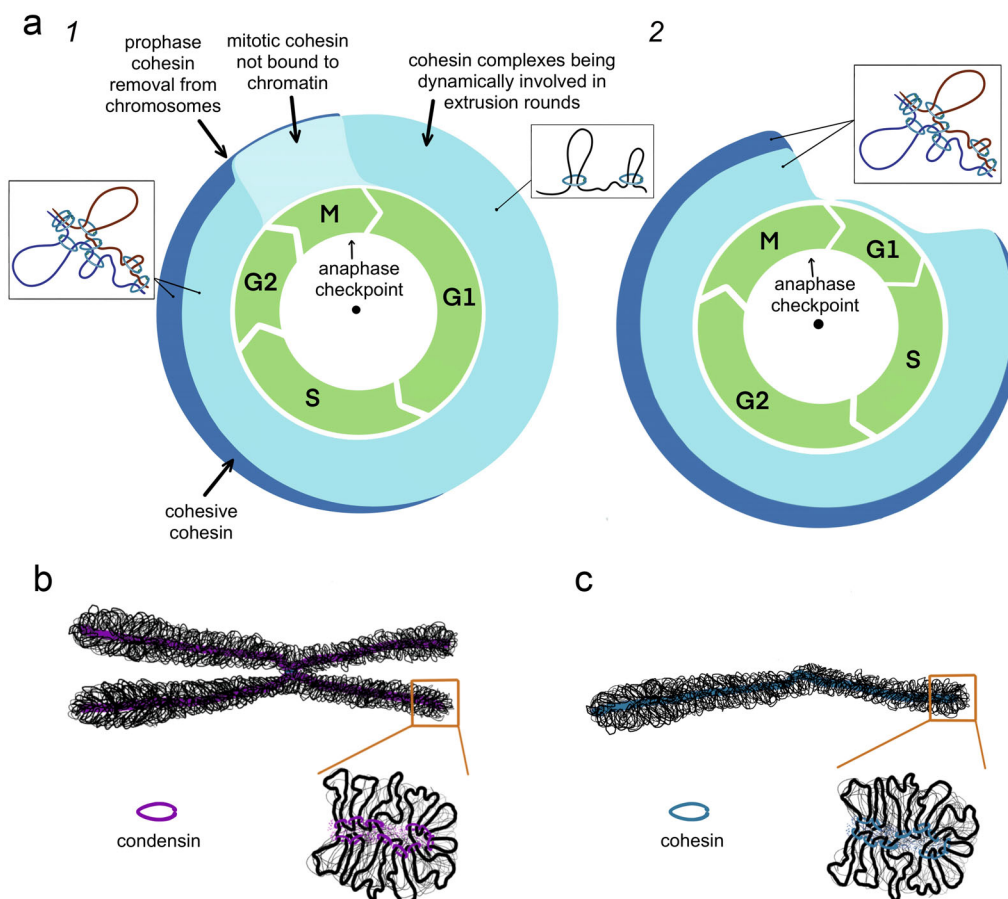 a
1
prophase
cohesin
removal from
chromosomes
mitotic cohesin
not bound to
chromatin
cohesin complexes being
dynamically involved in
extrusion rounds
M
G1
S
G2
anaphase
checkpoint
cohesive
cohesin
2
M
G1
S
G2
anaphase
checkpoint
b
condensin
c
cohesin